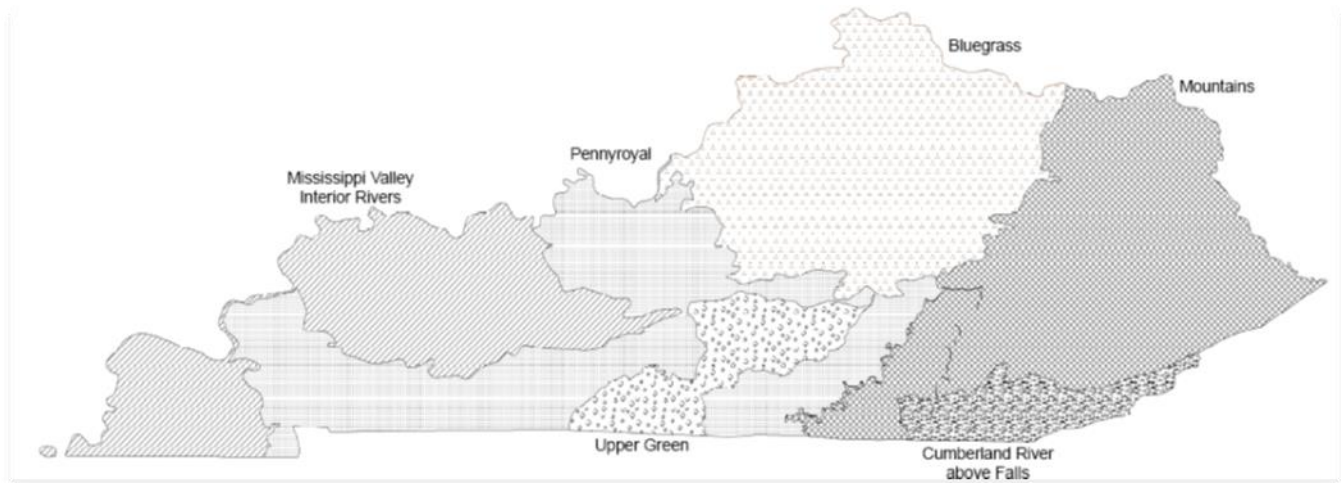 Bluegrass
Mountains
Pennyroyal
Mississippi Valley
Interior Rivers
Upper Green
Cumberland River
above Falls